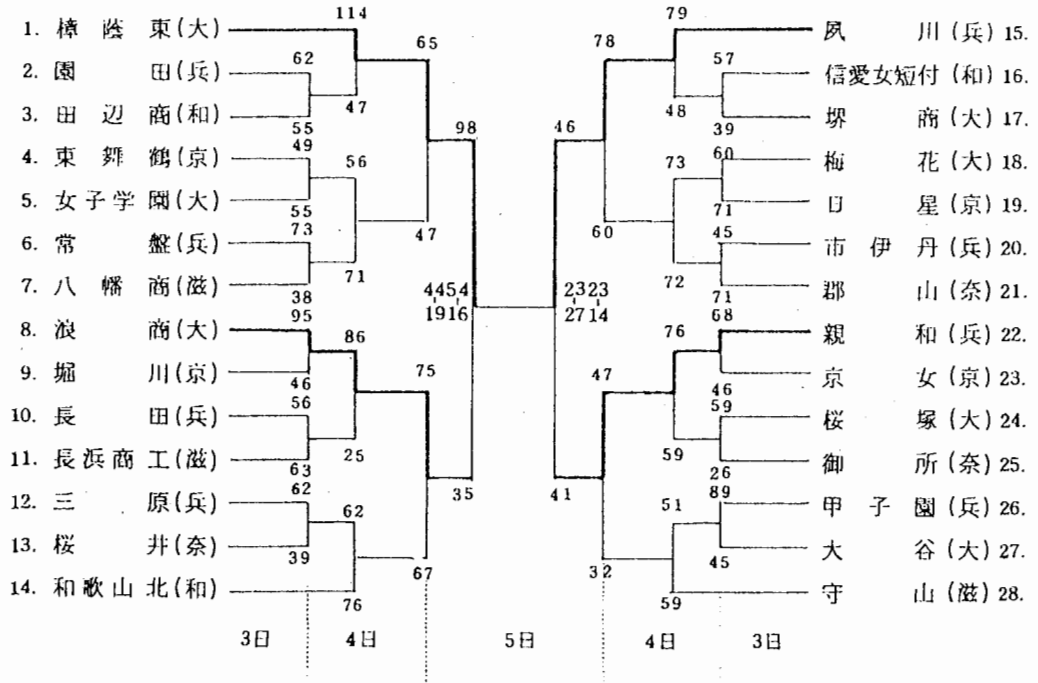 114
79
1. 樟蔭東(大)
夙川(兵) 15.
65
78
62
57
2. 園田(兵)
信愛女短付(和) 16.
47
48
3. 田辺商(和)
堺商(大) 17.
55
98
46
39
49
4. 東舞鶴(京)
56
73
60
梅花(大) 18.
5. 女子学園(大)
日星(京) 19.
55
71
73
47
60
45
6. 常盤(兵)
市伊丹(兵) 20.
71
72
7. 八幡商(滋)
郡山(奈) 21.
38
44 54
23 23
71
95
19 16
27 14
68
8. 浪商(大)
86
76
親和(兵) 22.
9. 堀川(京)
75
47
京女(京) 23.
46
46
56
59
10. 長田(兵)
桜塚(大) 24.
25
59
11. 長浜商工(滋)
御所(奈) 25.
63
26
62
35
41
89
12. 三原(兵)
62
51
甲子園(兵) 26.
13. 桜井(奈)
大谷(大) 27.
39
67
32
45
14. 和歌山北(和)
守山(滋) 28.
76
59
3日 4日 5日 4日 3日